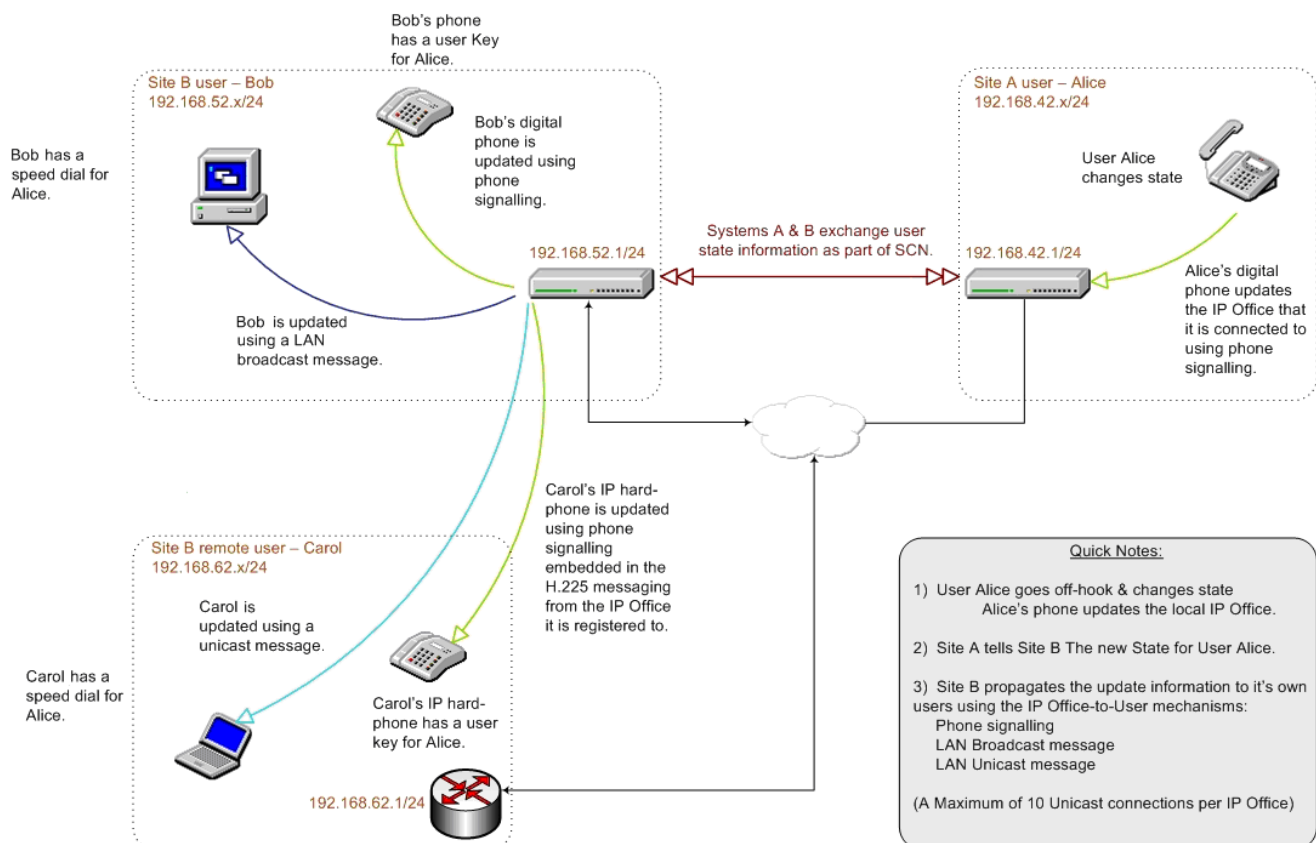 Bob's phone
has a user Key
for Alice.
Site B user – Bob
192.168.52.x/24
Bob's digital
phone is
updated using
phone
signalling.
Bob has a
speed dial for
Alice.
192.168.52.1/24
Bob is updated
using a LAN
broadcast message.
Systems A & B exchange user
state information as part of SCN.
Site A user – Alice
192.168.42.x/24
User Alice
changes state
192.168.42.1/24
Alice's digital
phone updates
the IP Office that
it is connected to
using phone
signalling.
Carol's IP hard-
phone is updated
using phone
signalling
embedded in the
H.225 messaging
from the IP Office
it is registered to.
Site B remote user – Carol
192.168.62.x/24
Carol is
updated using a
unicast message.
Carol has a
speed dial for
Alice.
Carol's IP hard-
phone has a user
key for Alice.
192.168.62.1/24
Quick Notes:
1) User Alice goes off-hook & changes state
Alice's phone updates the local IP Office.
2) Site A tells Site B The new State for User Alice.
3) Site B propagates the update information to it's own
users using the IP Office-to-User mechanisms:
Phone signalling
LAN Broadcast message
LAN Unicast message
(A Maximum of 10 Unicast connections per IP Office)